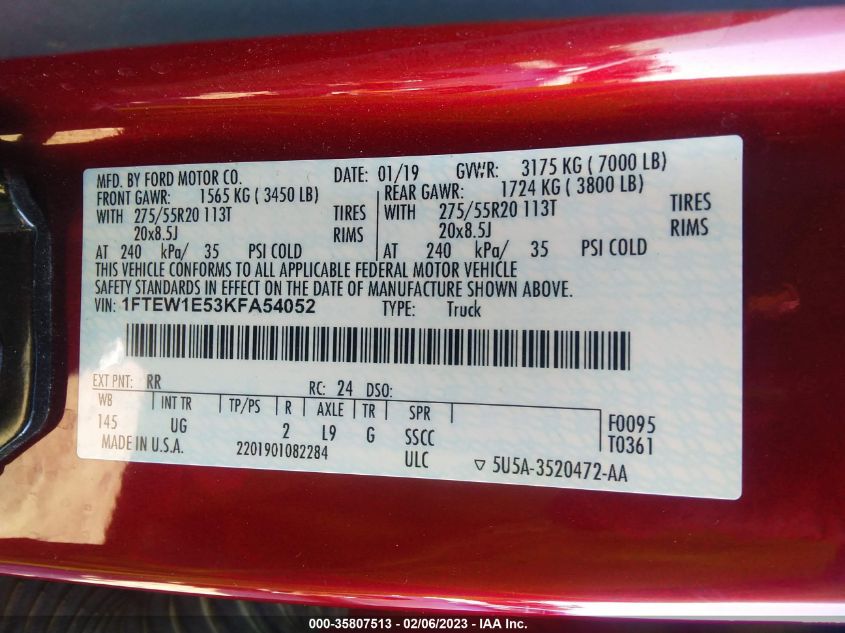 MFD. BY FORD MOTOR CO. DATE: 01/19 GVWR: 3175 KG ( 7000 LB)
FRONT GAWR: 1565 KG ( 3450 LB) REAR GAWR: 1724 KG ( 3800 LB)
WITH 275/55R20 113T TIRES WITH 275/55R20 113T TIRES
20x8.5J RIMS 20x8.5J RIMS
AT 240 kPa/ 35 PSI COLD AT 240 kPa/ 35 PSI COLD
THIS VEHICLE CONFORMS TO ALL APPLICABLE FEDERAL MOTOR VEHICLE
SAFETY STANDARDS IN EFFECT ON THE DATE OF MANUFACTURE SHOWN ABOVE.
VIN: 1FTEW1E53KFA54052 TYPE: Truck
EXT PNT: RR RC: 24 DSO:
WB INT TR TP/PS R AXLE TR SPR
145 UG 2 L9 G SSCC F0095
MADE IN U.S.A. 2201901082284 ULC T0361
▽ 5U5A-3520472-AA
000-35807513 - 02/06/2023 - IAA Inc.